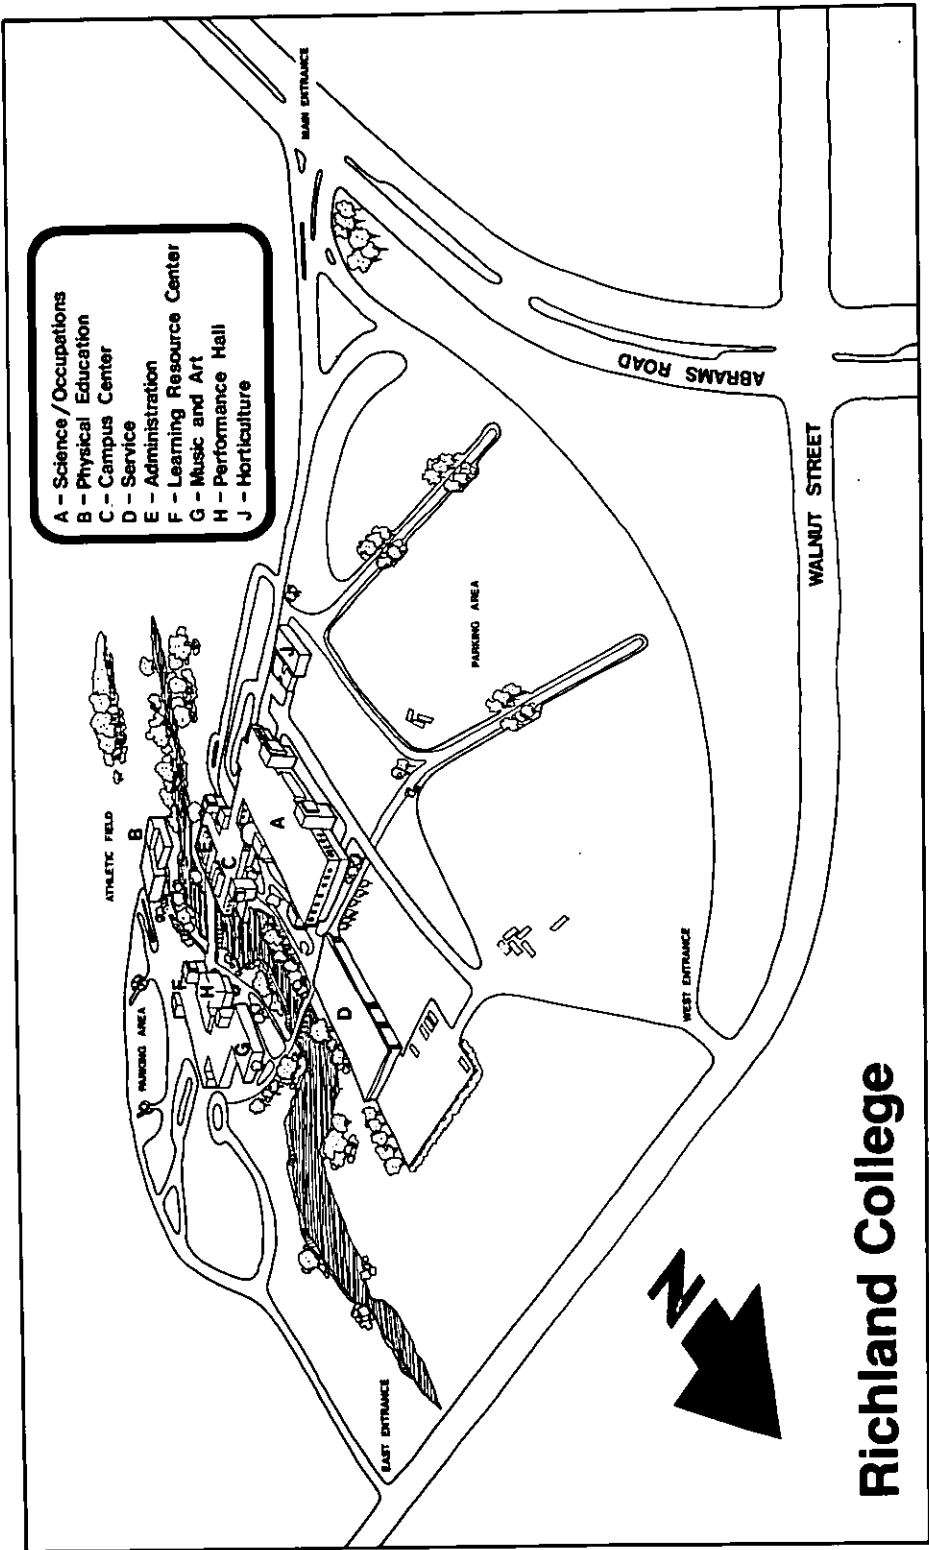 Richland College
N
A - Science/Occupations
B - Physical Education
C.- Campus Center
D - Service
E - Administration
F - Learning Resource Center
G - Music and Art
H - Performance Hall
J - Horticulture
MAIN ENTRANCE
ABRAMS ROAD
WALNUT STREET
WEST ENTRANCE
EAST ENTRANCE
PARKING AREA
PARKING AREA
ATHLETIC FIELD
A
B
C
D
E
F
G
H
J